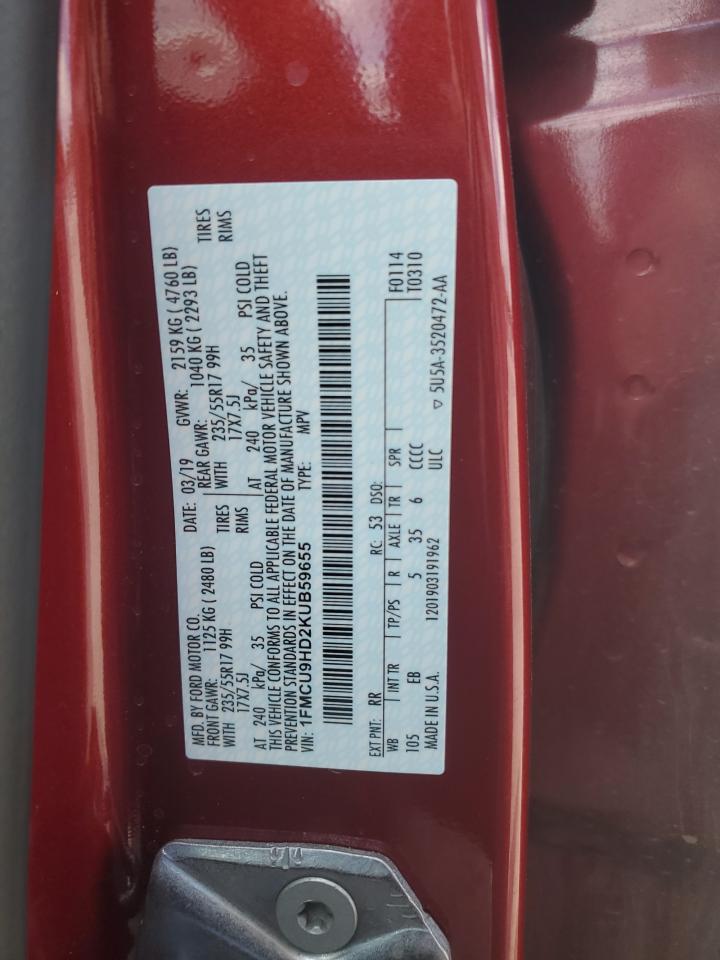 MFD. BY FORD MOTOR CO.
DATE: 03/19 GVWR: 2159 KG ( 4760 LB)
FRONT GAWR: 1125 KG ( 2480 LB) REAR GAWR: 1040 KG ( 2293 LB)
WITH 235/55R17 99H TIRES WITH 235/55R17 99H TIRES
17X7.5J RIMS 17X7.5J RIMS
AT 240 kPa/ 35 PSI COLD AT 240 kPa/ 35 PSI COLD
THIS VEHICLE CONFORMS TO ALL APPLICABLE FEDERAL MOTOR VEHICLE SAFETY AND THEFT
PREVENTION STANDARDS IN EFFECT ON THE DATE OF MANUFACTURE SHOWN ABOVE.
VIN: 1FMCU9HD2KUB59655 TYPE: MPV
EXT PNT: RR RC: 53 DSO: F0114
WB INT TR TP/PS R AXLE TR SPR T0310
105 EB 5 35 6 CCCC
MADE IN U.S.A. 1201903191962 ULC ▽ 5U5A-3520472-AA